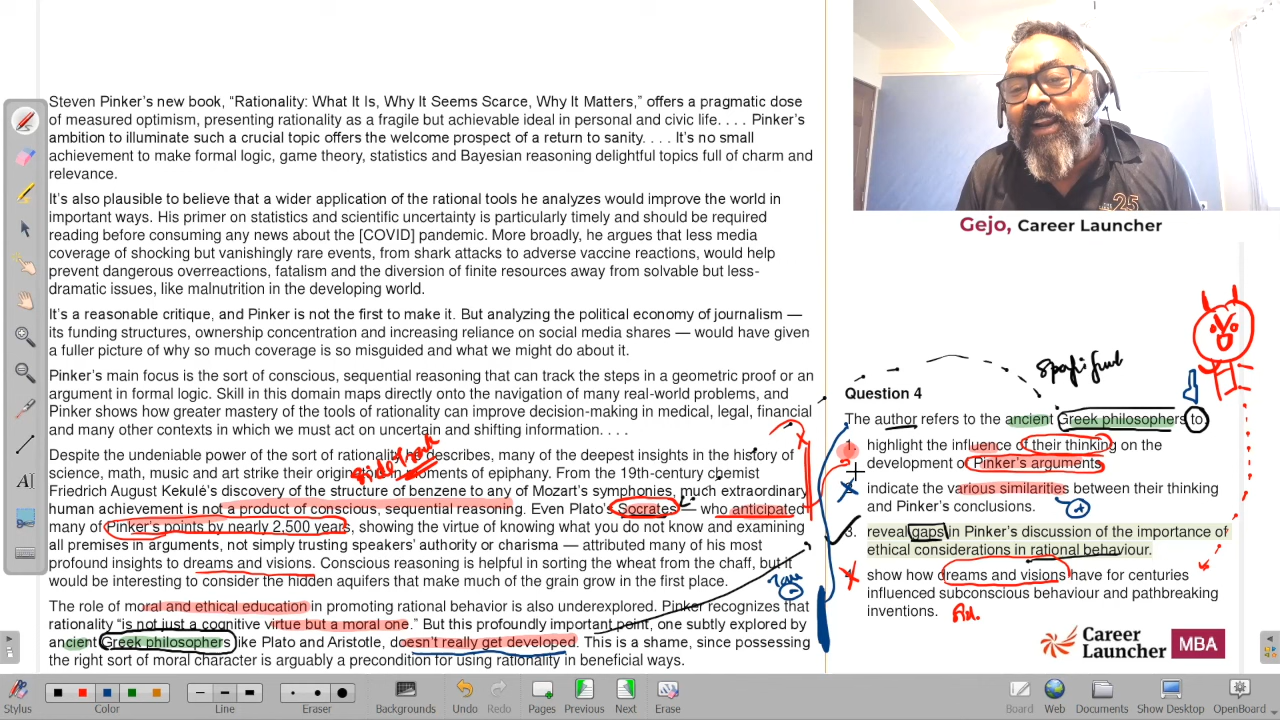 Steven Pinker's new book, "Rationality: What It Is, Why It Seems Scarce, Why It Matters," offers a pragmatic dose
of measured optimism, presenting rationality as a fragile but achievable ideal in personal and civic life. . . . Pinker's
ambition to illuminate such a crucial topic offers the welcome prospect of a return to sanity. . . . It's no small
achievement to make formal logic, game theory, statistics and Bayesian reasoning delightful topics full of charm and
relevance.
It's also plausible to believe that a wider application of the rational tools he analyzes would improve the world in
important ways. His primer on statistics and scientific uncertainty is particularly timely and should be required
reading before consuming any news about the [COVID] pandemic. More broadly, he argues that less media
coverage of shocking but vanishingly rare events, from shark attacks to adverse vaccine reactions, would help
prevent dangerous overreactions, fatalism and the diversion of finite resources away from solvable but less-
dramatic issues, like malnutrition in the developing world.
It's a reasonable critique, and Pinker is not the first to make it. But analyzing the political economy of journalism —
its funding structures, ownership concentration and increasing reliance on social media shares — would have given
a fuller picture of why so much coverage is so misguided and what we might do about it.
Pinker's main focus is the sort of conscious, sequential reasoning that can track the steps in a geometric proof or an
argument in formal logic. Skill in this domain maps directly onto the navigation of many real-world problems, and
Pinker shows how greater mastery of the tools of rationality can improve decision-making in medical, legal, financial
and many other contexts in which we must act on uncertain and shifting information. . . .
Despite the undeniable power of the sort of rationality he describes, many of the deepest insights in the history of
science, math, music and art strike their originators in moments of epiphany. From the 19th-century chemist
Friedrich August Kekulé's discovery of the structure of benzene to any of Mozart's symphonies, much extraordinary
human achievement is not a product of conscious, sequential reasoning. Even Plato's Socrates — who anticipated
many of Pinker's points by nearly 2,500 years, showing the virtue of knowing what you do not know and examining
all premises in arguments, not simply trusting speakers' authority or charisma — attributed many of his most
profound insights to dreams and visions. Conscious reasoning is helpful in sorting the wheat from the chaff, but it
would be interesting to consider the hidden aquifers that make much of the grain grow in the first place.
The role of moral and ethical education in promoting rational behavior is also underexplored. Pinker recognizes that
rationality "is not just a cognitive virtue but a moral one." But this profoundly important point, one subtly explored by
ancient Greek philosophers like Plato and Aristotle, doesn't really get developed. This is a shame, since possessing
the right sort of moral character is arguably a precondition for using rationality in beneficial ways.
25
Gejo, Career Launcher
Question 4
The author refers to the ancient Greek philosophers to:
1. highlight the influence of their thinking on the
development of Pinker's arguments.
indicate the various similarities between their thinking
and Pinker's conclusions.
3. reveal gaps in Pinker's discussion of the importance of
ethical considerations in rational behaviour.
show how dreams and visions have for centuries
influenced subconscious behaviour and pathbreaking
inventions.
Career
Launcher
MBA
Stylus
Color
Line
Eraser
Backgrounds
Undo
Redo
Pages
Previous
Next
Erase
Board
Web
Documents
Show Desktop
OpenBoard